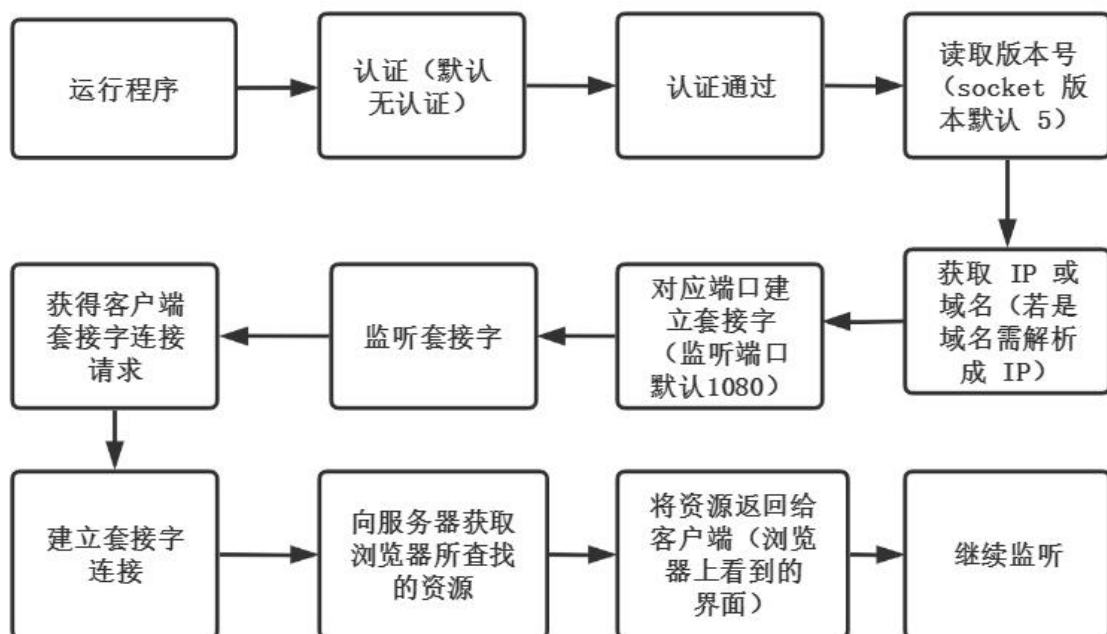 运行程序
认证（默认
无认证）
认证通过
读取版本号
（socket 版
本默认 5）
获取 IP 或
域名（若是
域名需解析
成 IP）
对应端口建
立套接字
（监听端口
默认1080）
监听套接字
获得客户端
套接字连接
请求
建立套接字
连接
向服务器获取
浏览器所查找
的资源
将资源返回给
客户端（浏览
器上看到的
界面）
继续监听